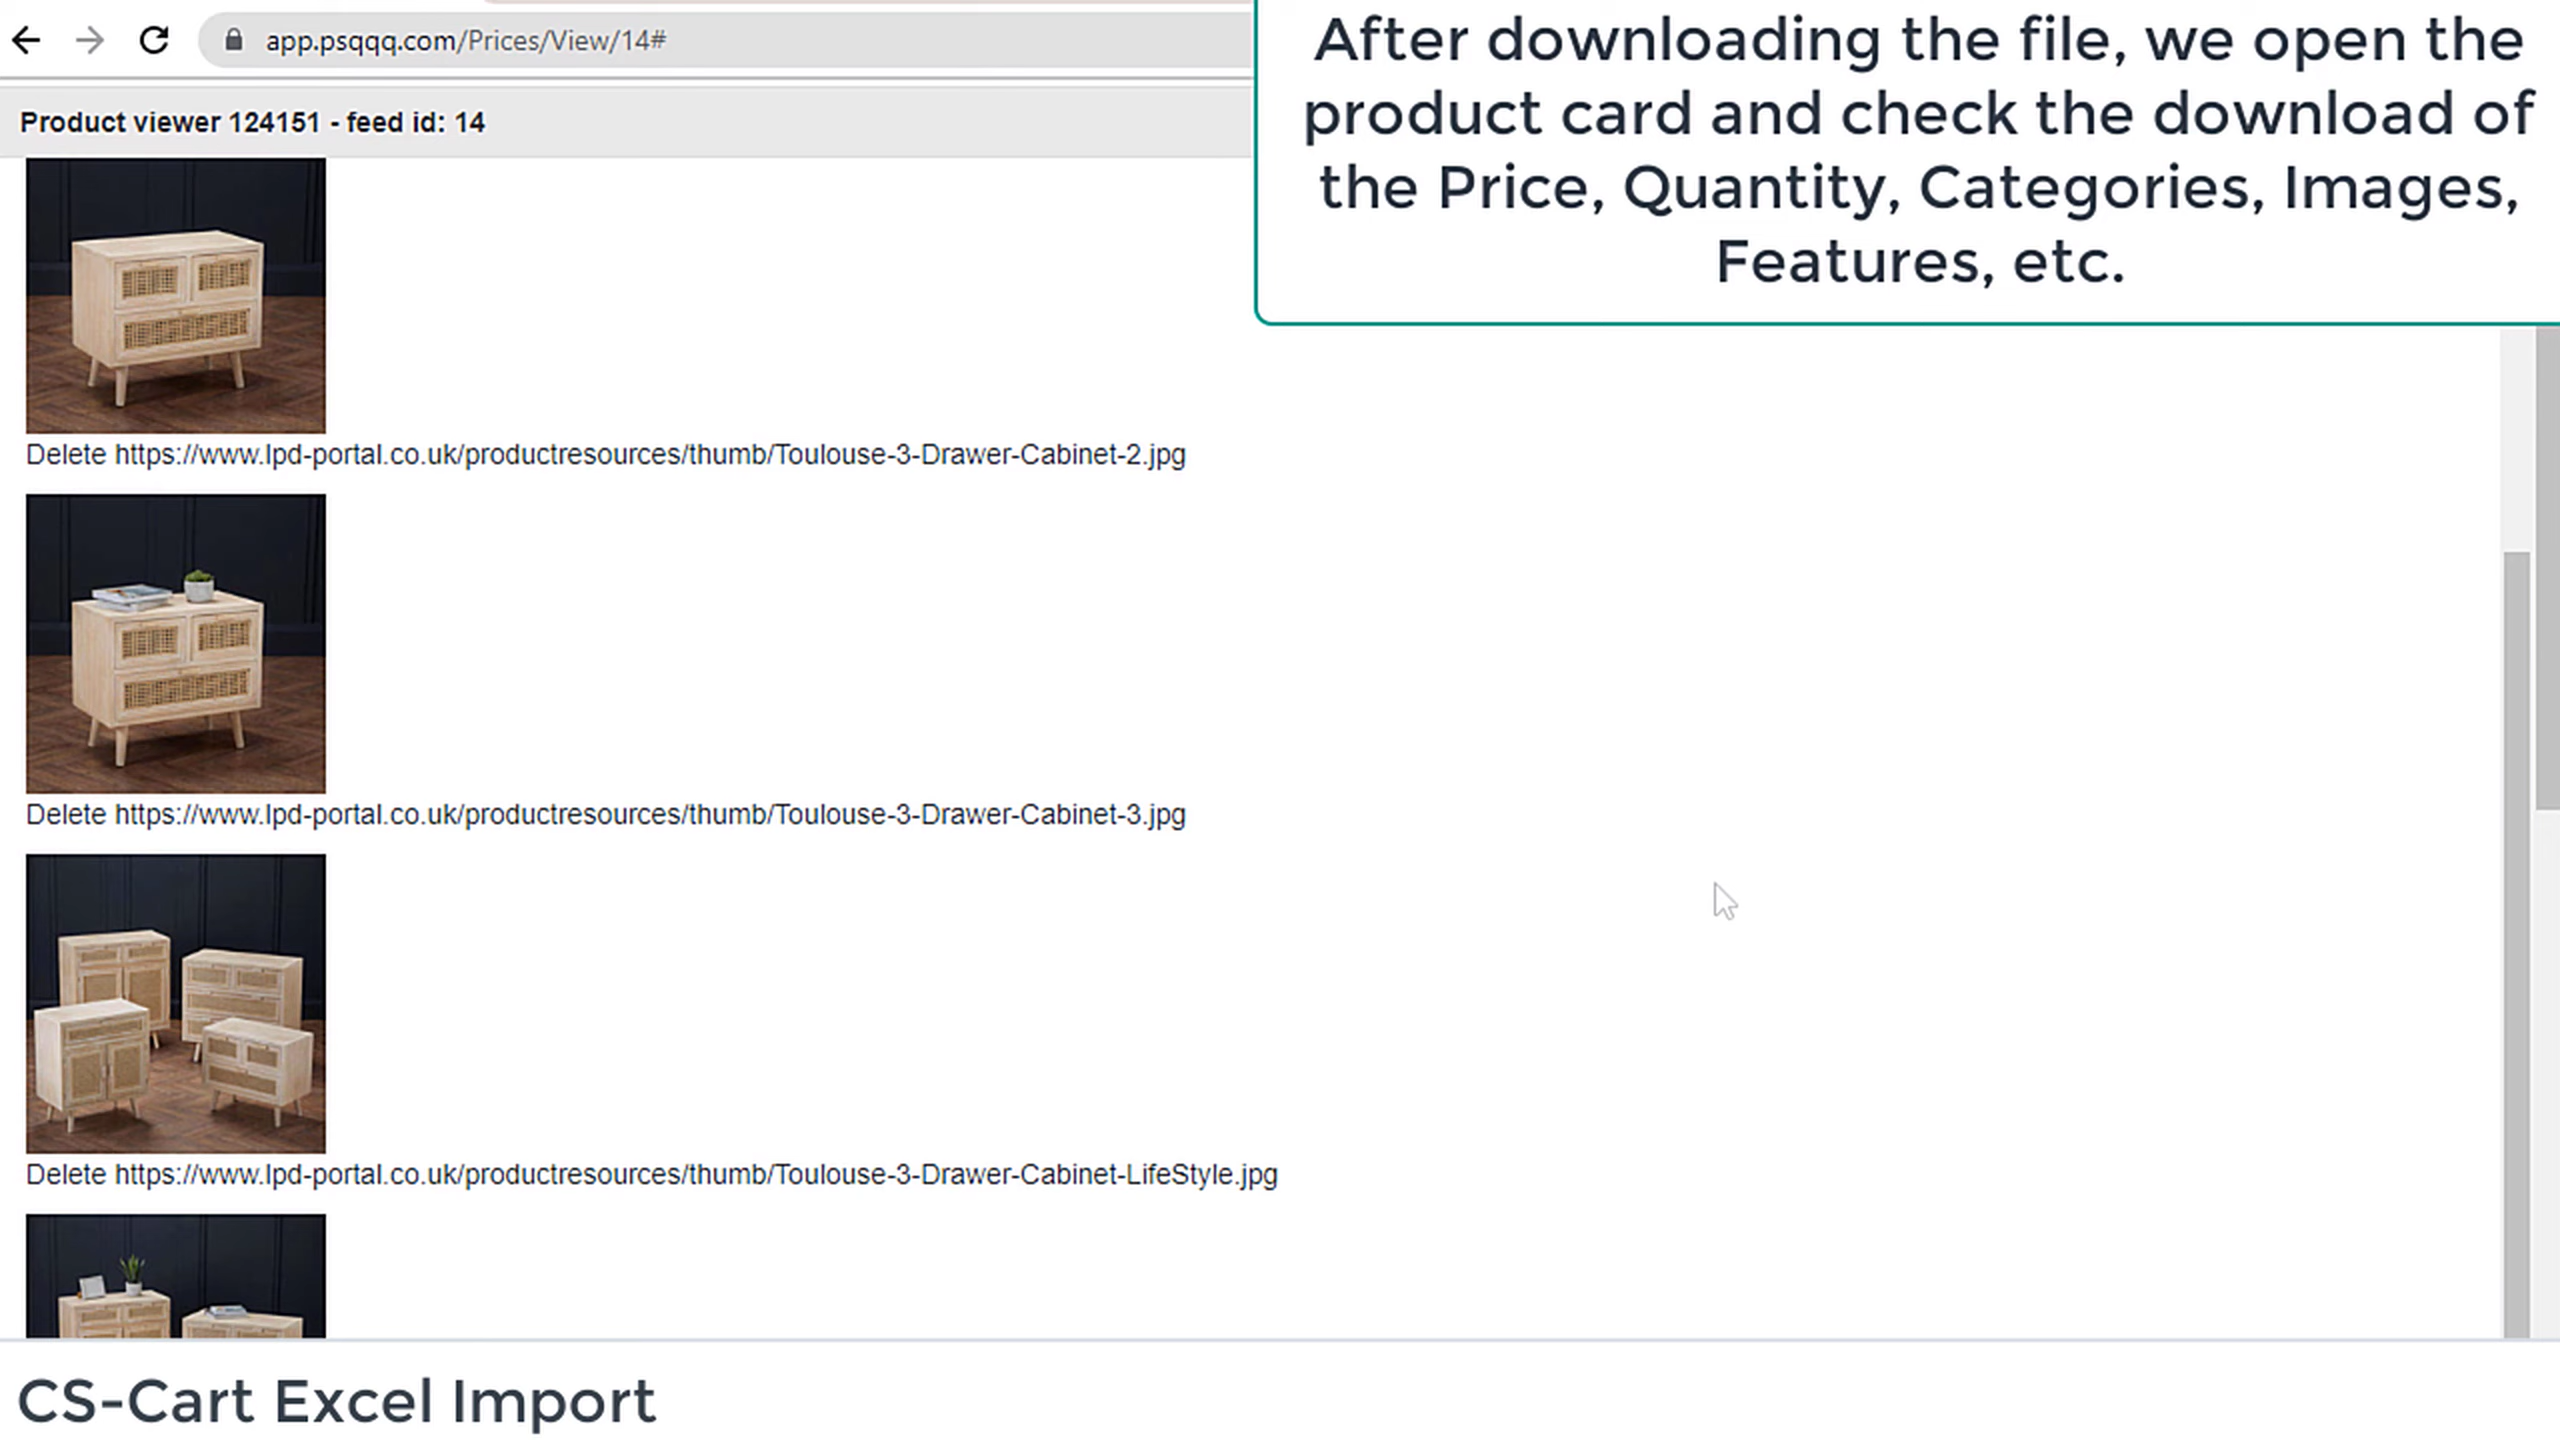 app.psqqq.com/Prices/View/14#
After downloading the file, we open the
product card and check the download of
the Price, Quantity, Categories, Images,
Features, etc.
Product viewer 124151 - feed id: 14
Delete https://www.lpd-portal.co.uk/productresources/thumb/Toulouse-3-Drawer-Cabinet-2.jpg
Delete https://www.lpd-portal.co.uk/productresources/thumb/Toulouse-3-Drawer-Cabinet-3.jpg
Delete https://www.lpd-portal.co.uk/productresources/thumb/Toulouse-3-Drawer-Cabinet-LifeStyle.jpg
CS-Cart Excel Import